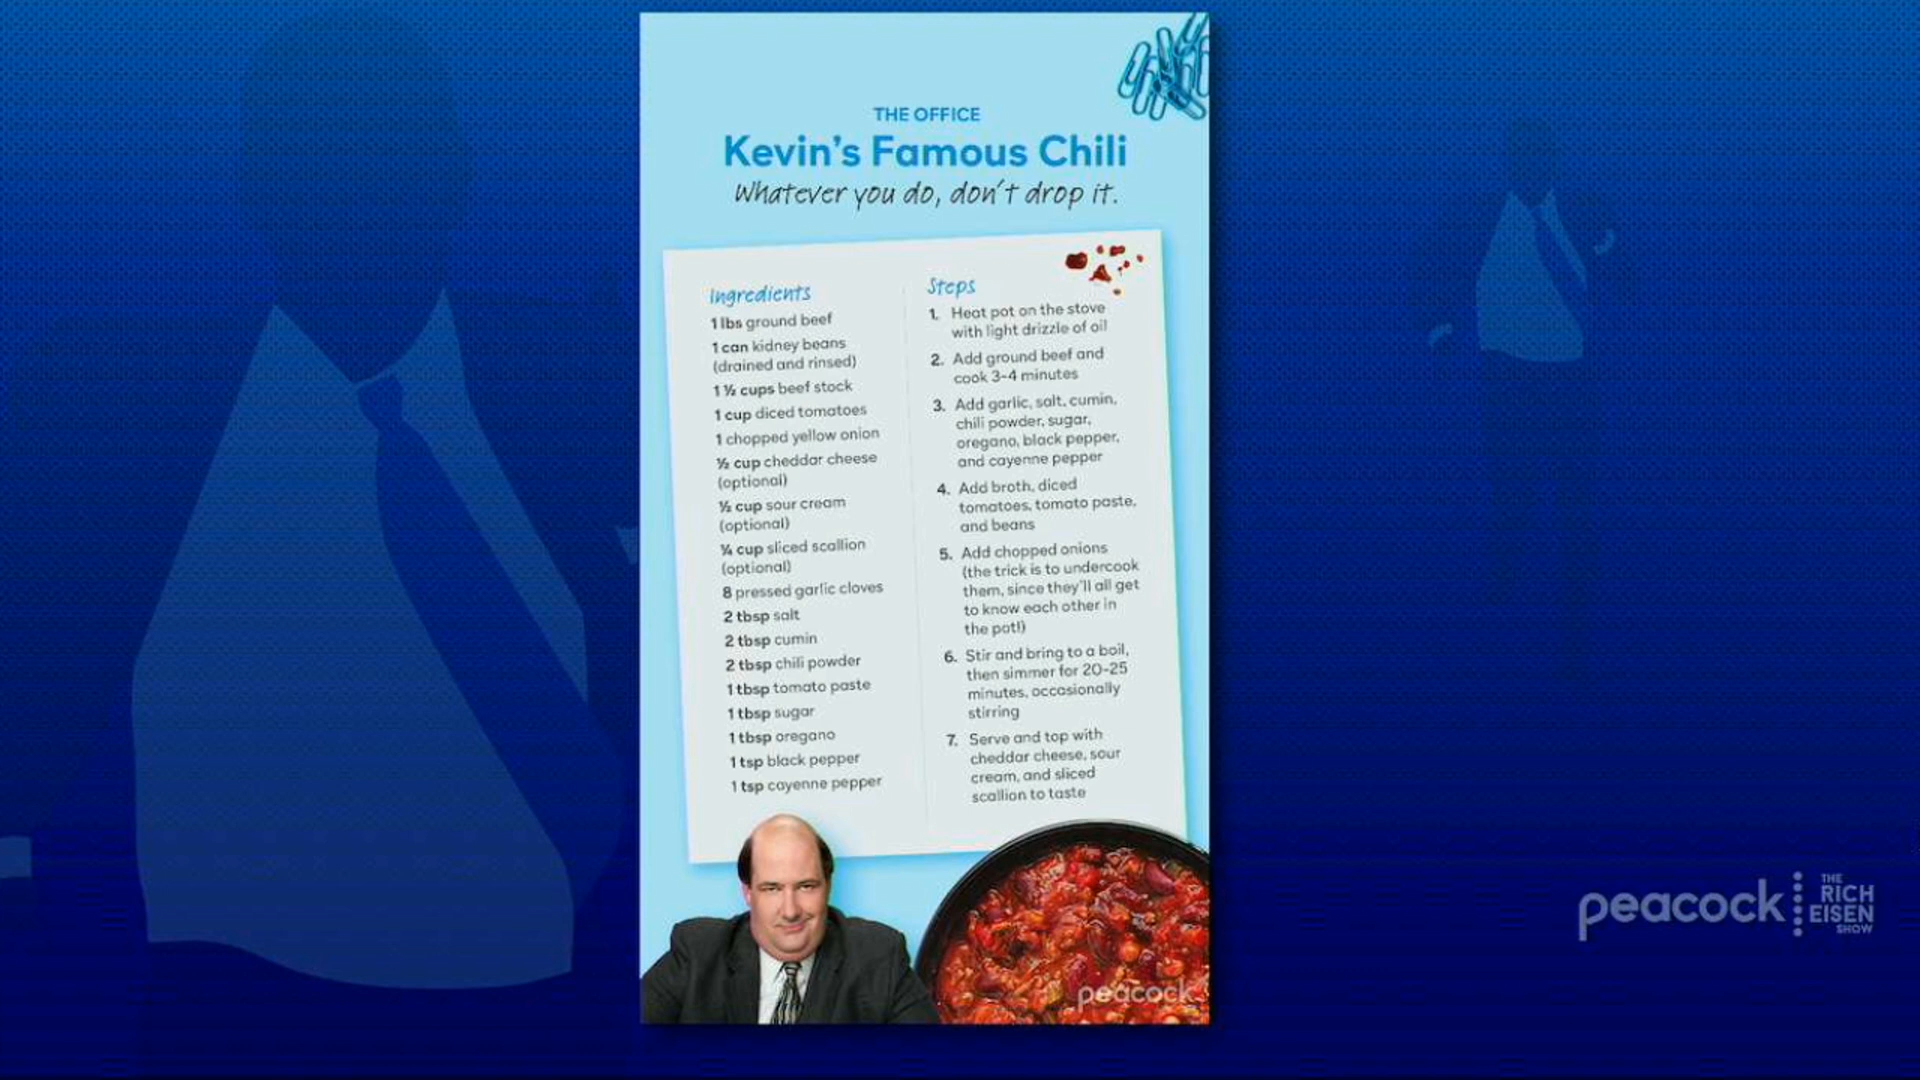 THE OFFICE
Kevin's Famous Chili
Whatever you do, don't drop it.
Ingredients
1 lbs ground beef
1 can kidney beans
(drained and rinsed)
1 ½ cups beef stock
1 cup diced tomatoes
1 chopped yellow onion
½ cup cheddar cheese
(optional)
½ cup sour cream
(optional)
¼ cup sliced scallion
(optional)
8 pressed garlic cloves
2 tbsp salt
2 tbsp cumin
2 tbsp chili powder
1 tbsp tomato paste
1 tbsp sugar
1 tbsp oregano
1 tsp black pepper
1 tsp cayenne pepper
Steps
1. Heat pot on the stove
with light drizzle of oil
2. Add ground beef and
cook 3-4 minutes
3. Add garlic, salt, cumin,
chili powder, sugar,
oregano, black pepper,
and cayenne pepper
4. Add broth, diced
tomatoes, tomato paste,
and beans
5. Add chopped onions
(the trick is to undercook
them, since they'll all get
to know each other in
the pot!)
6. Stir and bring to a boil,
then simmer for 20-25
minutes, occasionally
stirring
7. Serve and top with
cheddar cheese, sour
cream, and sliced
scallion to taste
peacock
peacock
THE
RICH
EISEN
SHOW